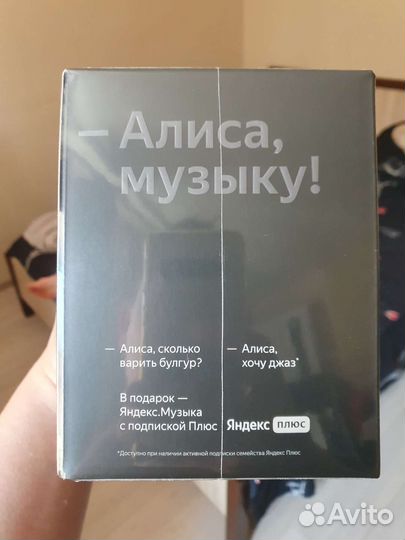 — Алиса,
музыку!
— Алиса, сколько
варить булгур?
— Алиса,
хочу джаз*
В подарок —
Яндекс.Музыка
с подпиской Плюс
Яндекс плюс
*Доступно при наличии активной подписки семейства Яндекс Плюс
Avito